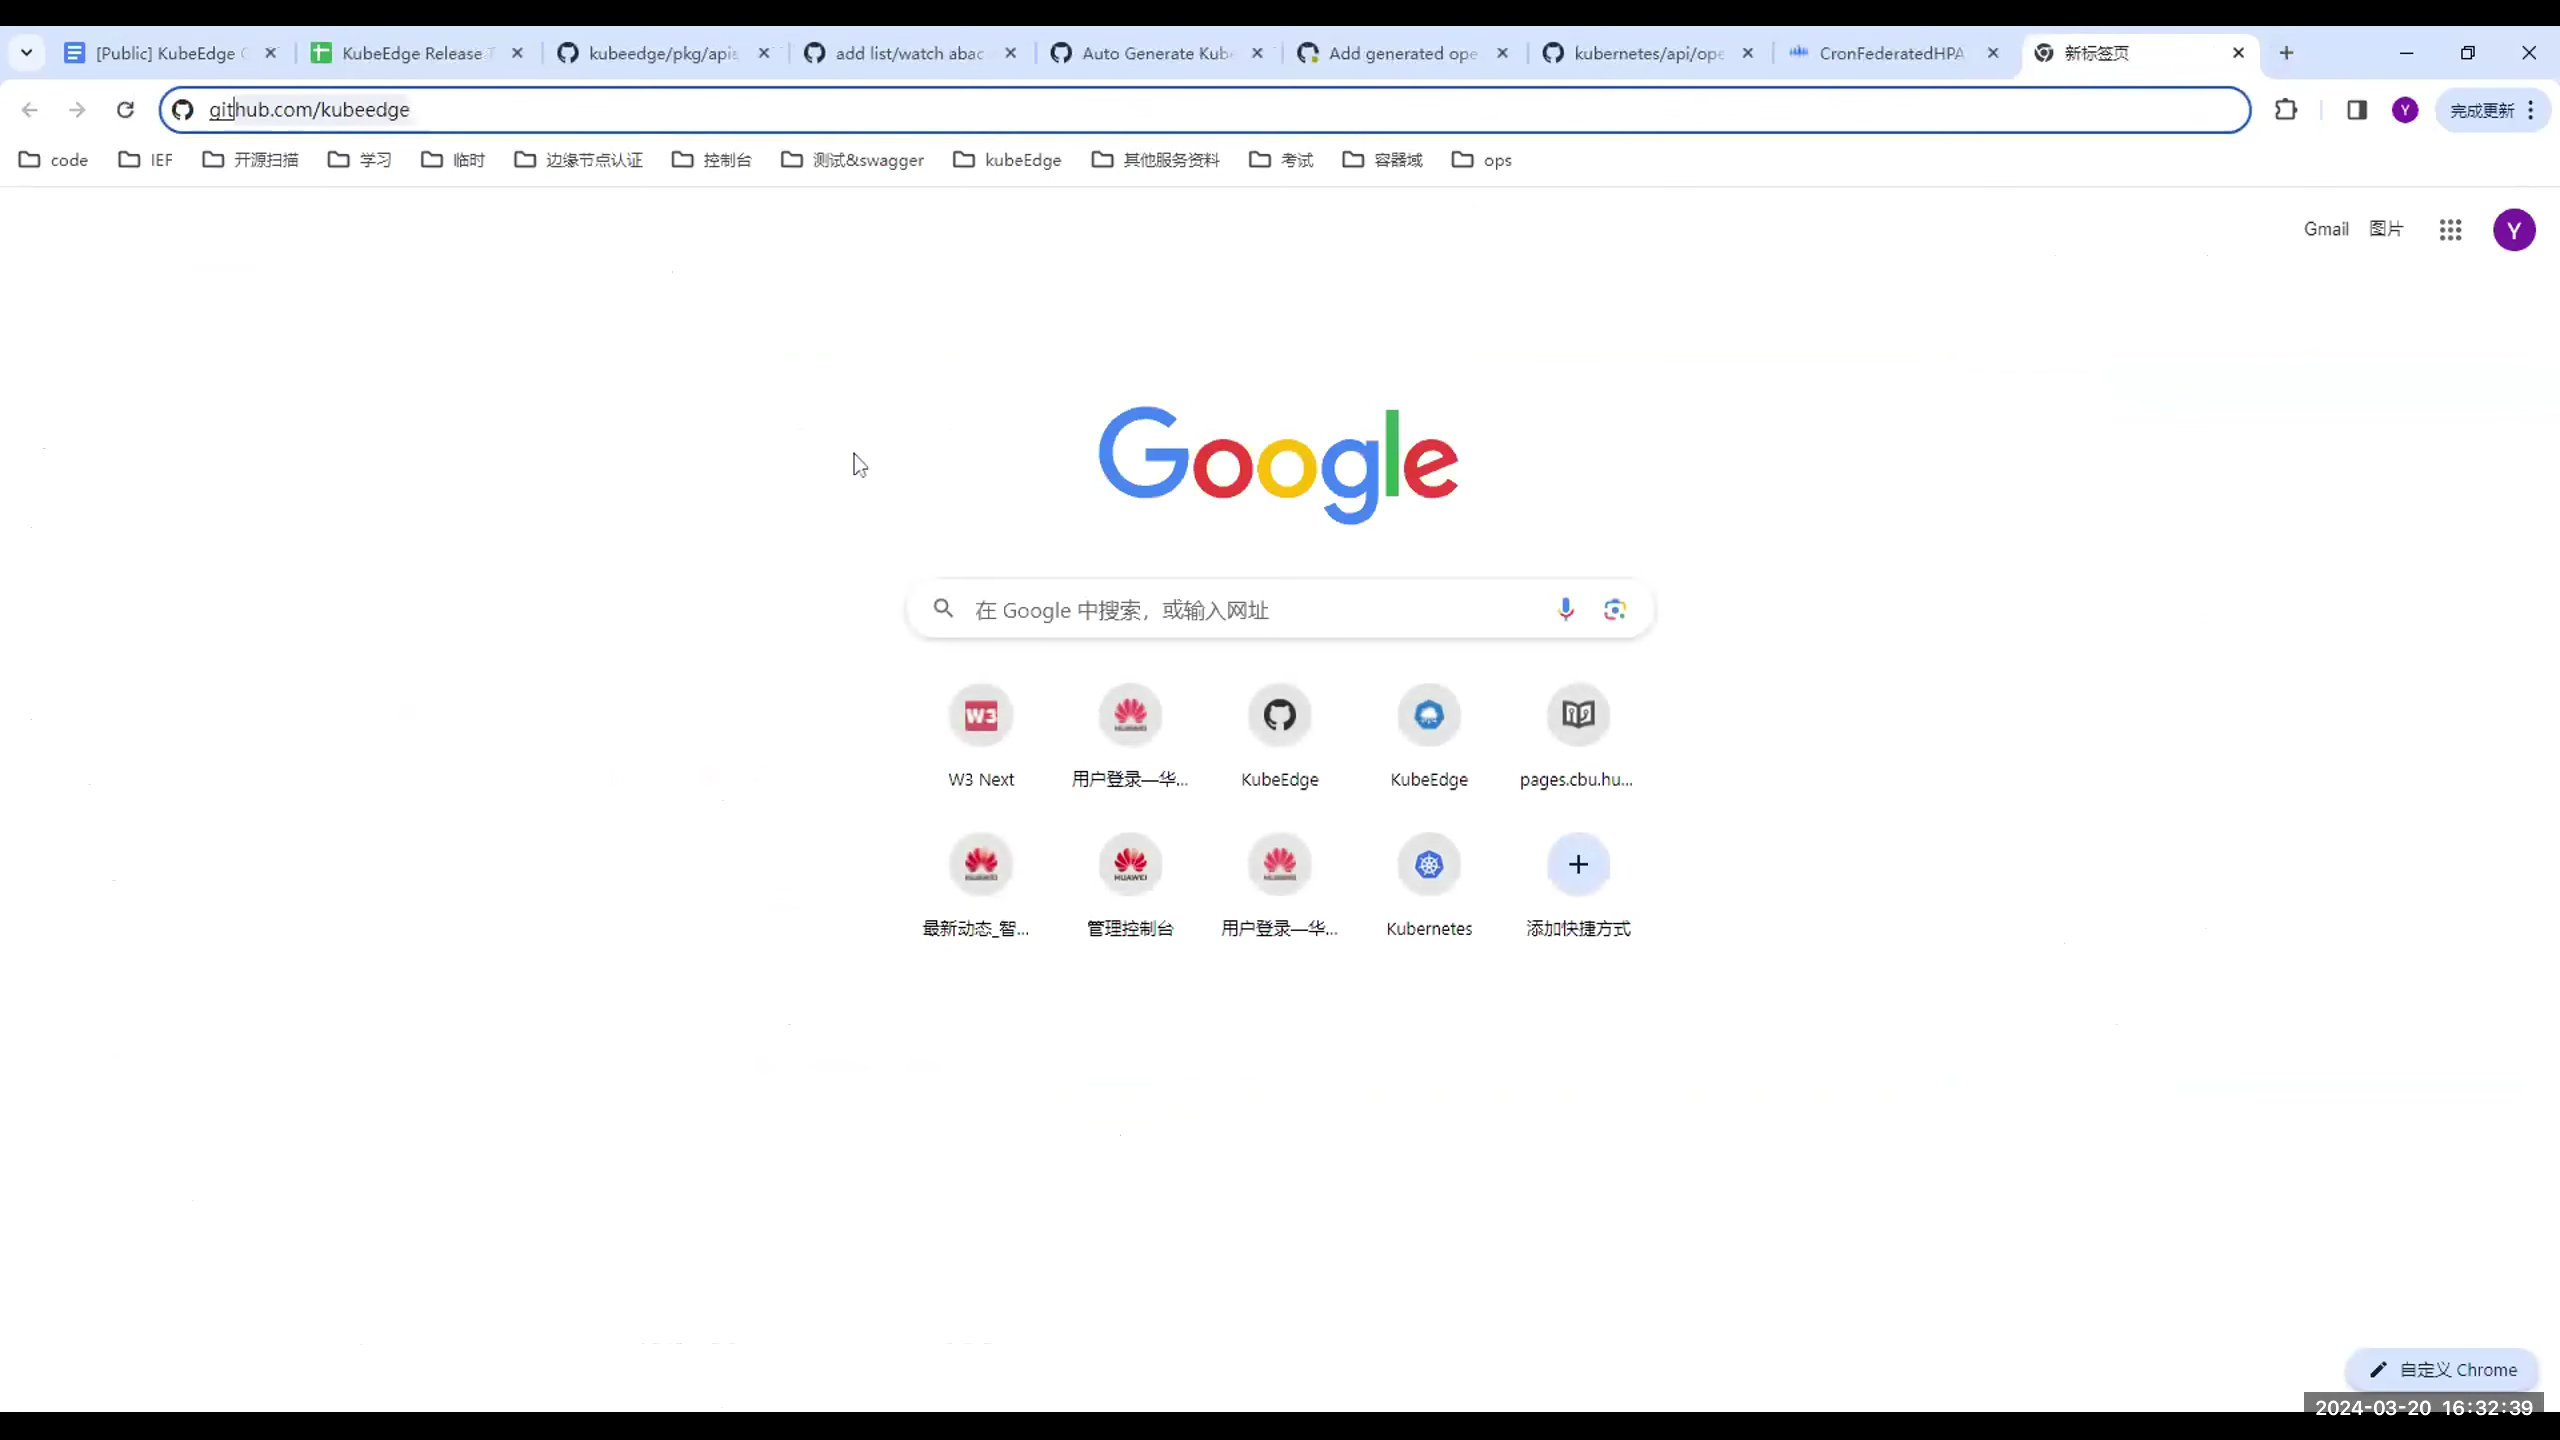 [Public] KubeEdge
KubeEdge Release
kubeedge/pkg/apis
add list/watch abac
Auto Generate Kube
Add generated ope
kubernetes/api/ope
CronFederatedHPA
新标签页
github.com/kubeedge
Y
完成更新
code
IEF
开源扫描
学习
临时
边缘节点认证
控制台
测试&swagger
kubeEdge
其他服务资料
考试
容器域
ops
Gmail
图片
Y
Google
在 Google 中搜索，或输入网址
W3
W3 Next
用户登录—华...
KubeEdge
KubeEdge
pages.cbu.hu...
HUAWEI
最新动态_智...
管理控制台
用户登录—华...
Kubernetes
添加快捷方式
自定义 Chrome
2024-03-20 16:32:39